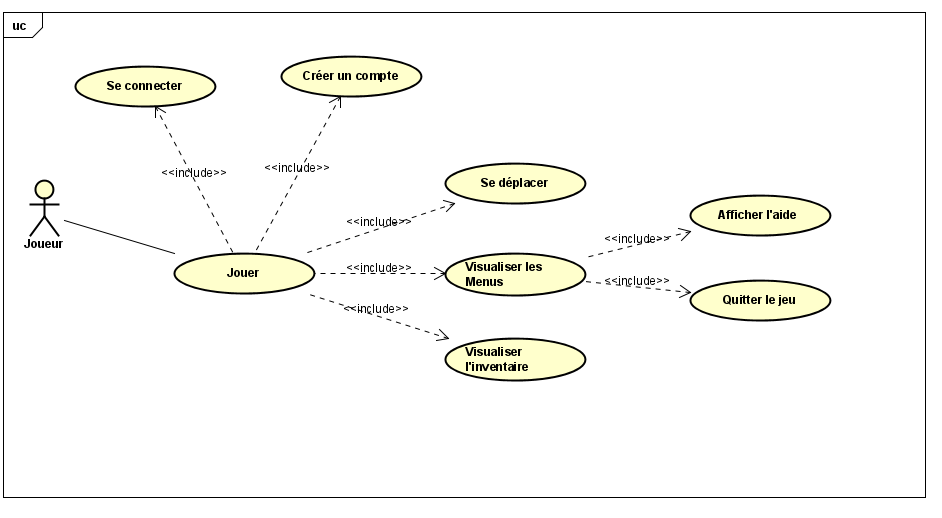 uc
Créer un compte
Se connecter
<<include>>
<<include>>
Se déplacer
Afficher l'aide
<<include>>
<<include>>
Joueur
Jouer
<<include>>
Visualiser les
Menus
<<include>>
Quitter le jeu
<<include>>
Visualiser
l'inventaire